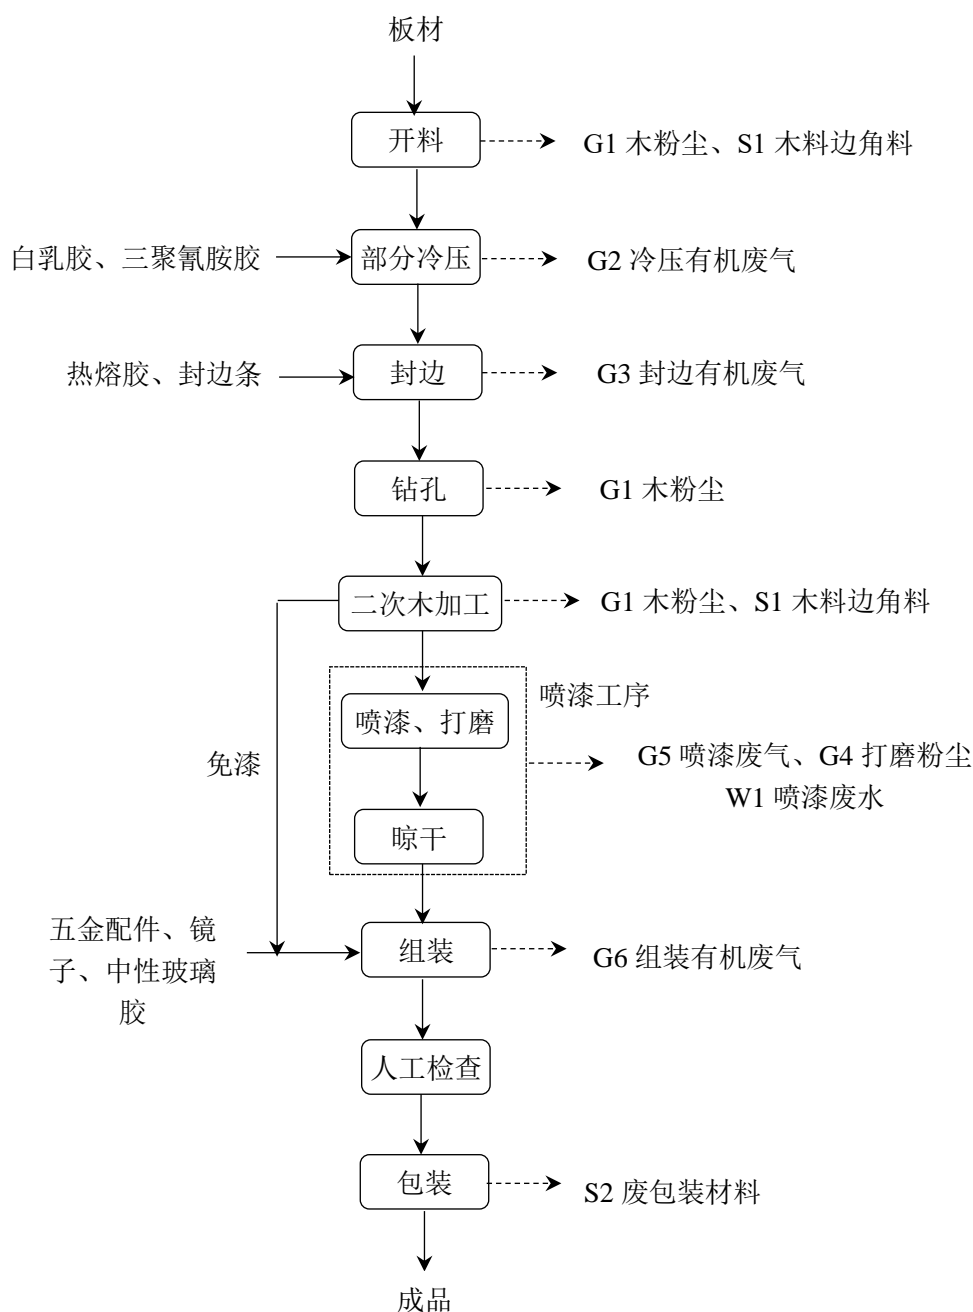 板材
开料
G1 木粉尘、S1 木料边角料
白乳胶、三聚氰胺胶
部分冷压
G2 冷压有机废气
热熔胶、封边条
封边
G3 封边有机废气
钻孔
G1 木粉尘
二次木加工
G1 木粉尘、S1 木料边角料
喷漆工序
喷漆、打磨
免漆
G5 喷漆废气、G4 打磨粉尘
W1 喷漆废水
晾干
五金配件、镜
子、中性玻璃
胶
组装
G6 组装有机废气
人工检查
包装
S2 废包装材料
成品